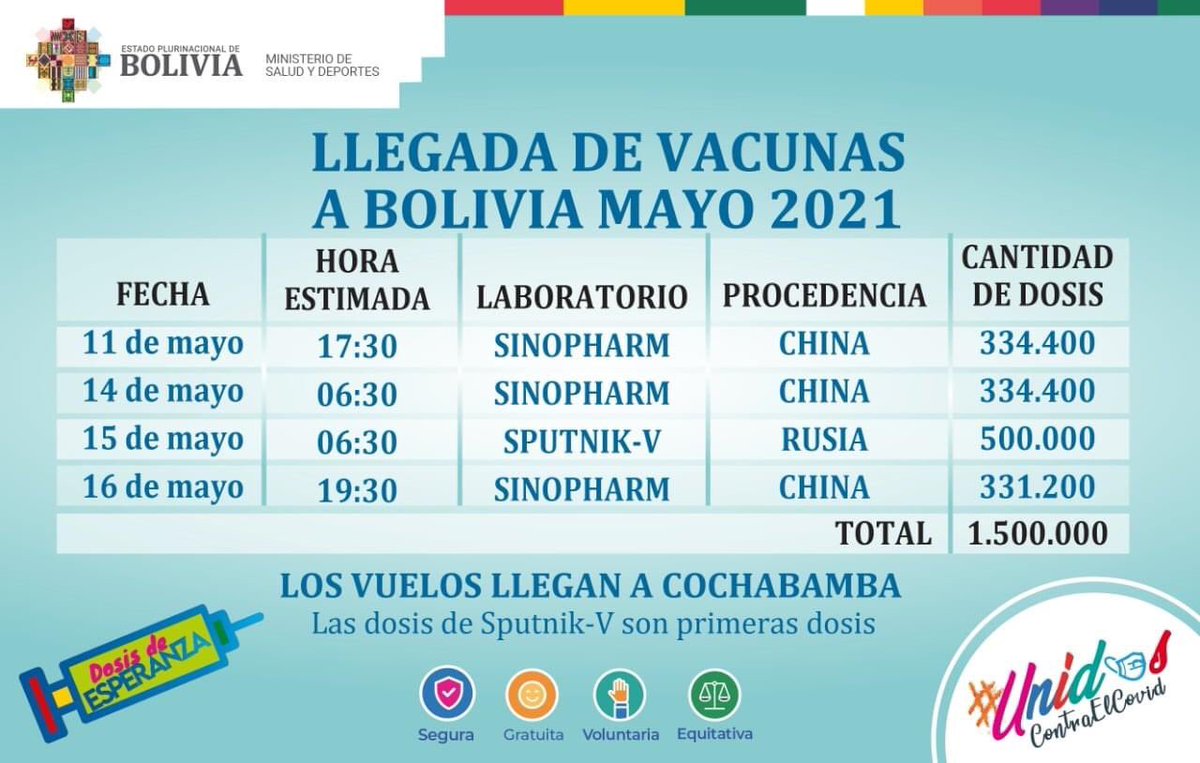 ESTADO PLURINACIONAL DE
BOLIVIA
MINISTERIO DE
SALUD Y DEPORTES
LLEGADA DE VACUNAS
A BOLIVIA MAYO 2021
FECHA HORA ESTIMADA LABORATORIO PROCEDENCIA CANTIDAD DE DOSIS
11 de mayo 17:30 SINOPHARM CHINA 334.400
14 de mayo 06:30 SINOPHARM CHINA 334.400
15 de mayo 06:30 SPUTNIK-V RUSIA 500.000
16 de mayo 19:30 SINOPHARM CHINA 331.200
TOTAL 1.500.000
LOS VUELOS LLEGAN A COCHABAMBA
Las dosis de Sputnik-V son primeras dosis
Dosis de
ESPERANZA
Segura Gratuita Voluntaria Equitativa
#Unidos
ContraElCovid